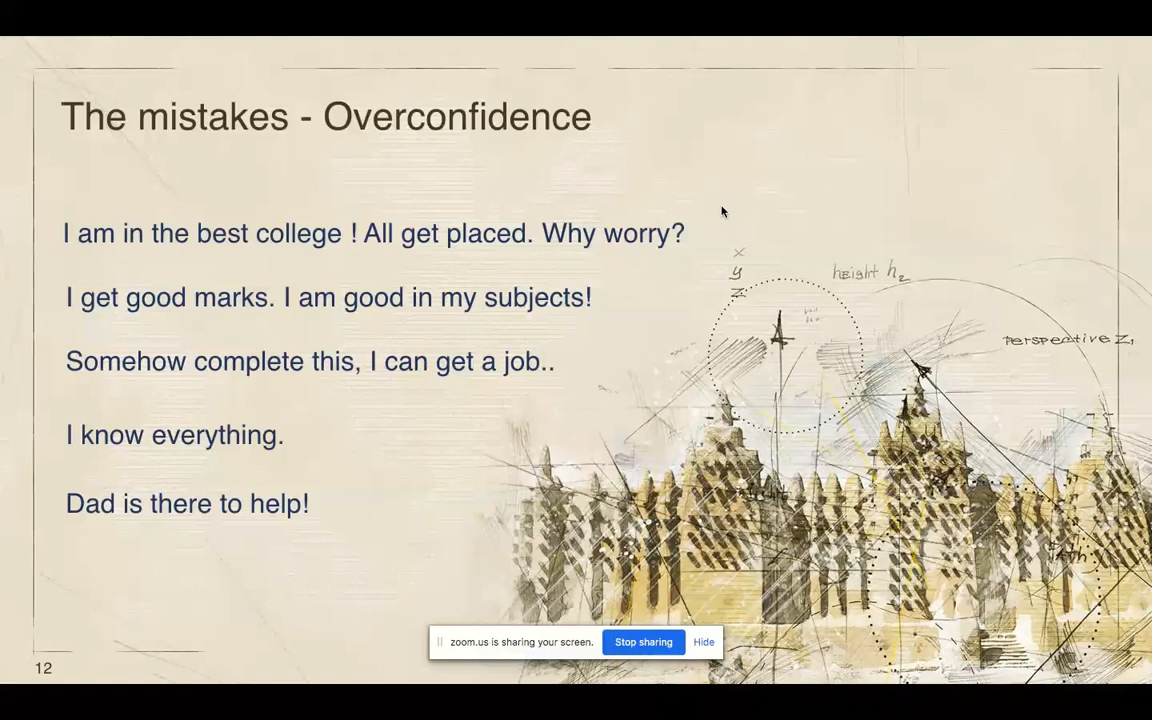 The mistakes - Overconfidence
I am in the best college ! All get placed. Why worry?
I get good marks. I am good in my subjects!
Somehow complete this, I can get a job..
I know everything.
Dad is there to help!
x
y
z
height h2
perspective z1
zoom.us is sharing your screen. Stop sharing Hide
12